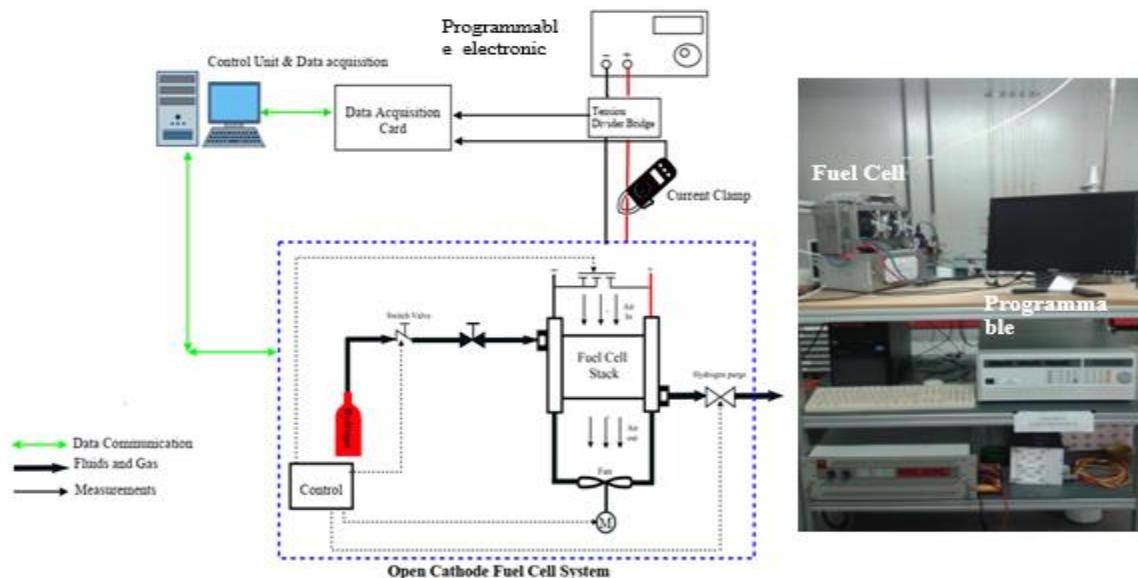 Programmabl
e electronic
Control Unit & Data acquisition
Data Acquisition
Card
Tension
Divider Bridge
Current Clamp
Switch Valve
Air
In
Fuel Cell
Stack
Hydrogen purge
Hydrogen
Air
out
Fan
Control
M
Data Communication
Fluids and Gas
Measurements
Open Cathode Fuel Cell System
Fuel Cell
Programma
ble